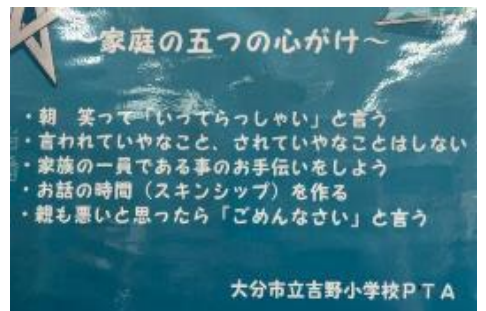 ～家庭の五つの心がけ～
・朝　笑って「いってらっしゃい」と言う
・言われていやなこと、されていやなことはしない
・家族の一員である事のお手伝いをしよう
・お話の時間（スキンシップ）を作る
・親も悪いと思ったら「ごめんなさい」と言う
大分市立吉野小学校ＰＴＡ